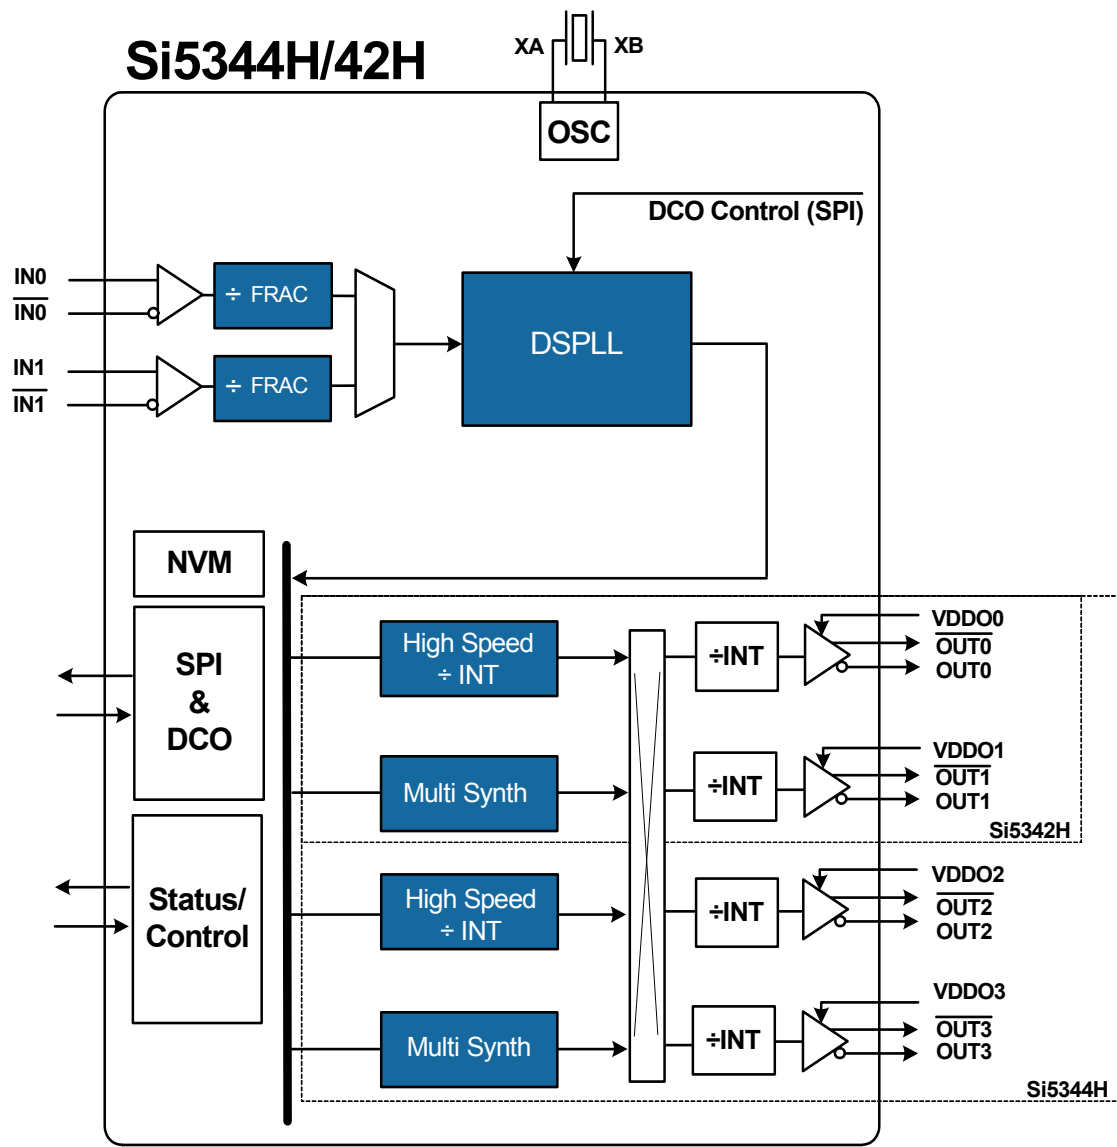 Si5344H/42H
XA
XB
OSC
DCO Control (SPI)
IN0
IN0
÷ FRAC
IN1
IN1
÷ FRAC
DSPLL
NVM
SPI
&
DCO
Status/
Control
High Speed
÷ INT
÷INT
VDDO0
OUT0
OUT0
Multi Synth
÷INT
VDDO1
OUT1
OUT1
Si5342H
High Speed
÷ INT
÷INT
VDDO2
OUT2
OUT2
Multi Synth
÷INT
VDDO3
OUT3
OUT3
Si5344H